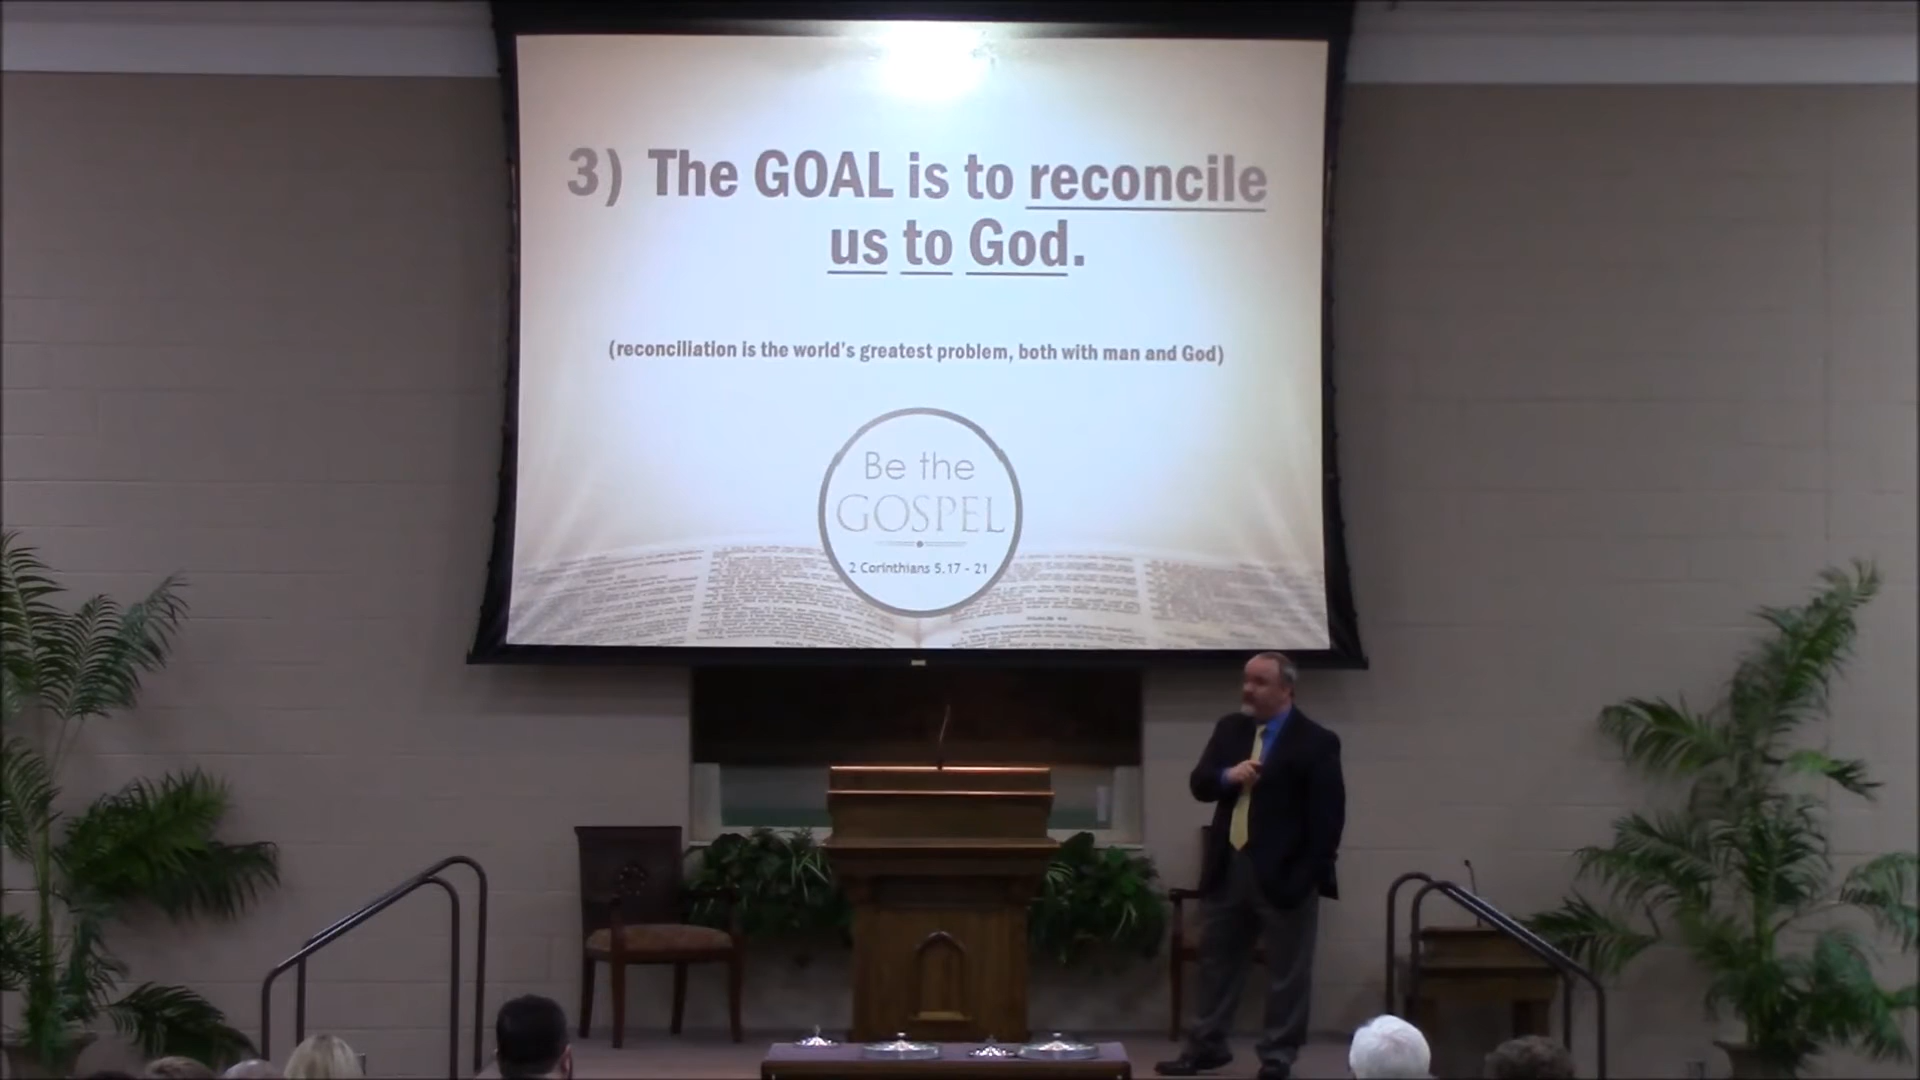 3) The GOAL is to reconcile
us to God.
(reconciliation is the world's greatest problem, both with man and God)
Be the
GOSPEL
2 Corinthians 5.17 - 21